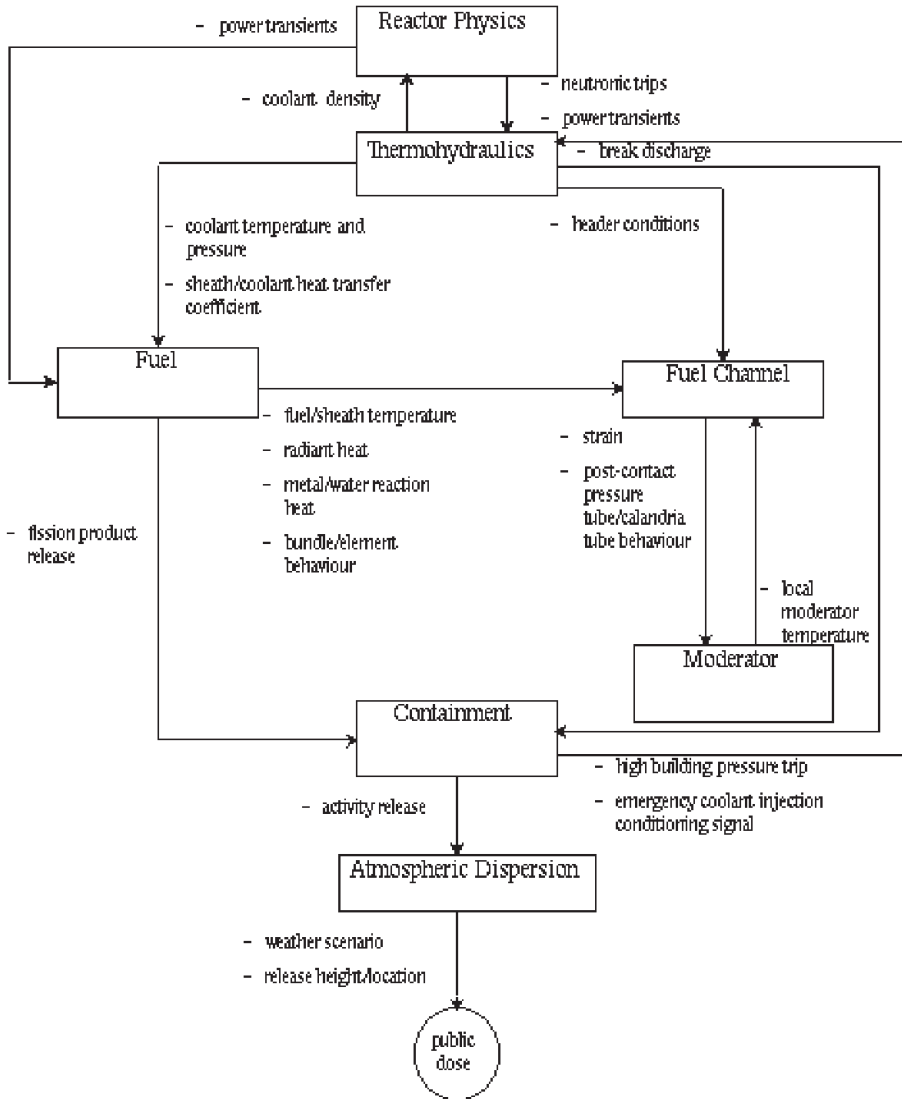 - power transients
Reactor Physics
- coolant density
- neutronic trips
- power transients
Thermohydraulics
- break discharge
- coolant temperature and
pressure
- sheath/coolant heat transfer
coefficient
- header conditions
Fuel
Fuel Channel
- fuel/sheath temperature
- radiant heat
- metal/water reaction
heat
- bundle/element
behaviour
- strain
- post-contact
pressure
tube/calandria
tube behaviour
- fission product
release
- local
moderator
temperature
Moderator
Containment
- high building pressure trip
- emergency coolant injection
conditioning signal
- activity release
Atmospheric Dispersion
- weather scenario
- release height/location
public
dose